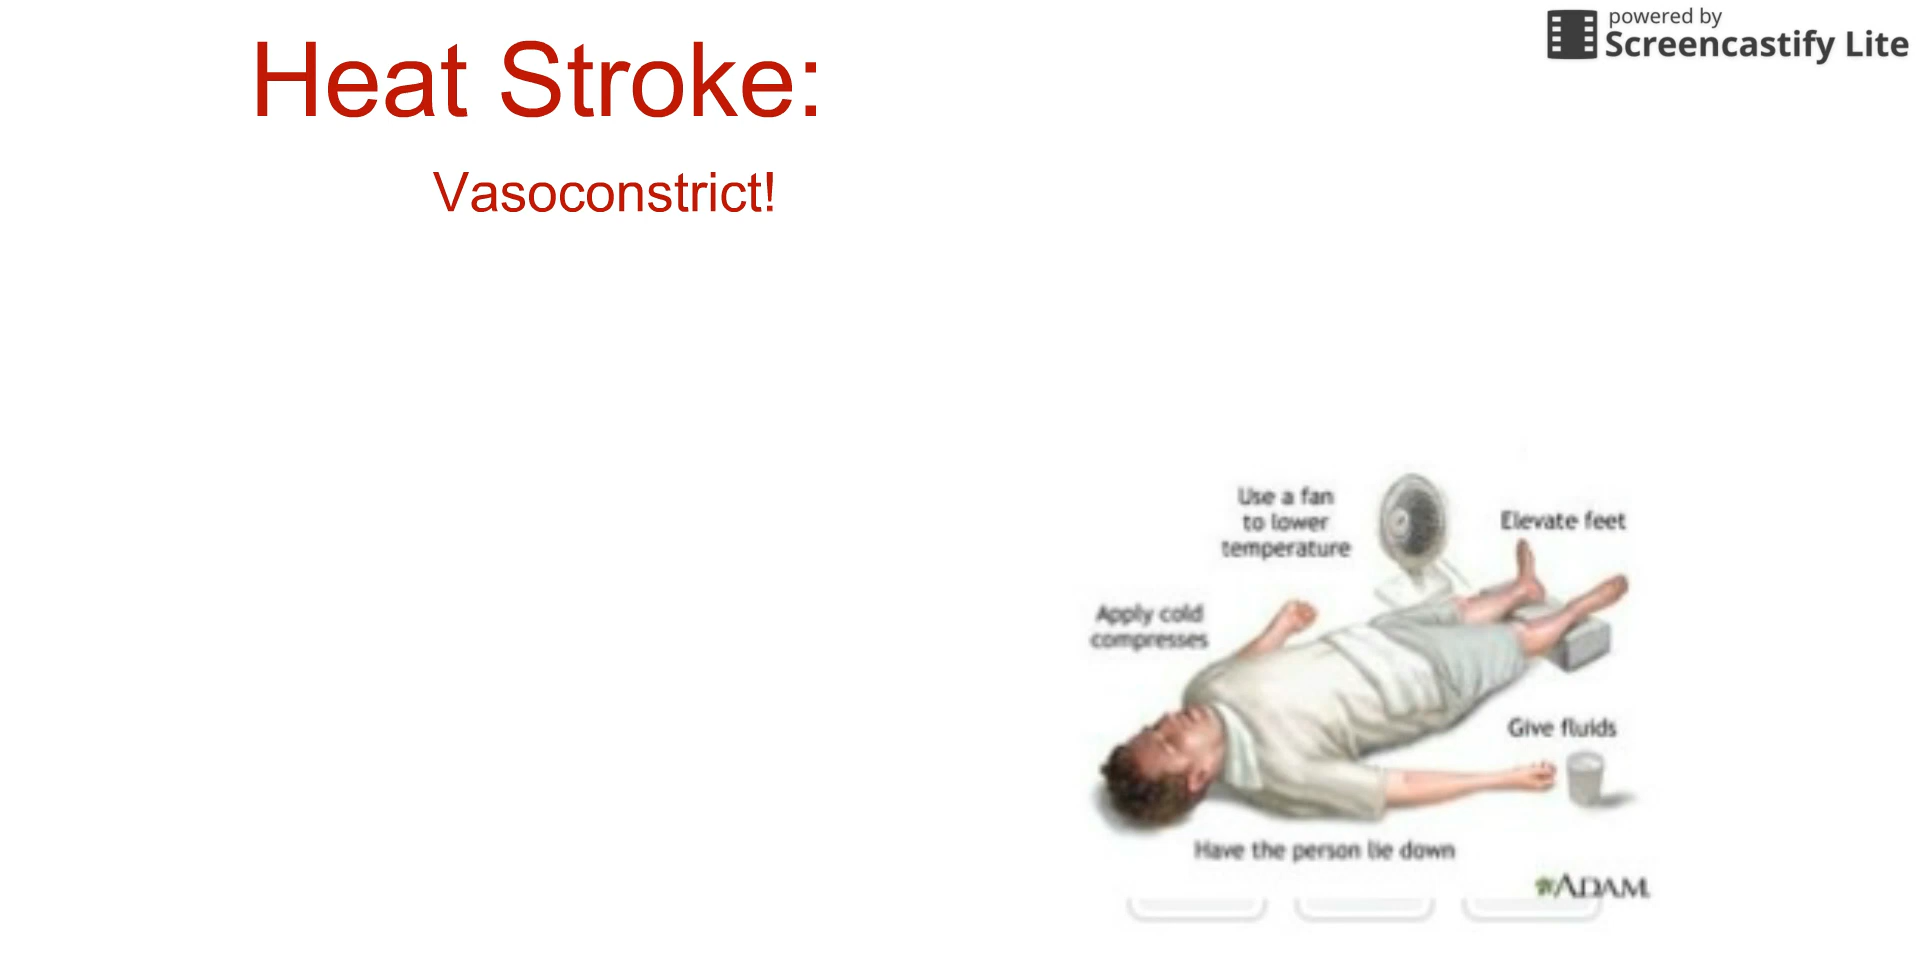 powered by
Screencastify Lite
Heat Stroke:
Vasoconstrict!
Use a fan
to lower
temperature
Elevate feet
Apply cold
compresses
Give fluids
Have the person lie down
ADAM